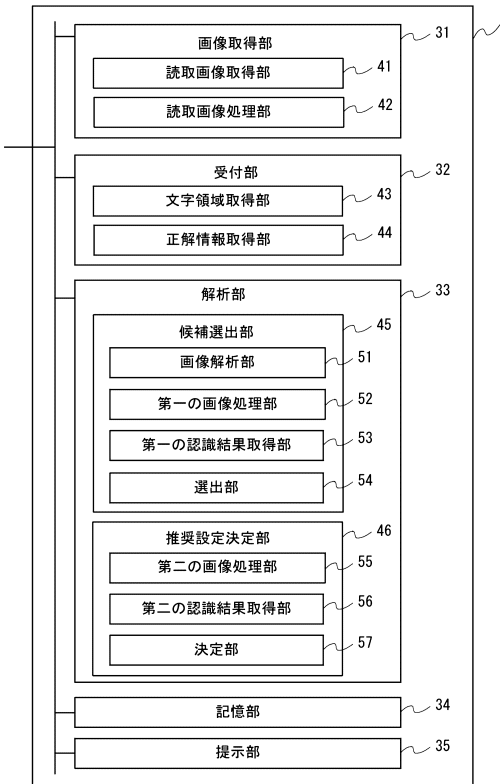 画像取得部 31
読取画像取得部 41
読取画像処理部 42
受付部 32
文字領域取得部 43
正解情報取得部 44
解析部 33
候補選出部 45
画像解析部 51
第一の画像処理部 52
第一の認識結果取得部 53
選出部 54
推奨設定決定部 46
第二の画像処理部 55
第二の認識結果取得部 56
決定部 57
記憶部 34
提示部 35